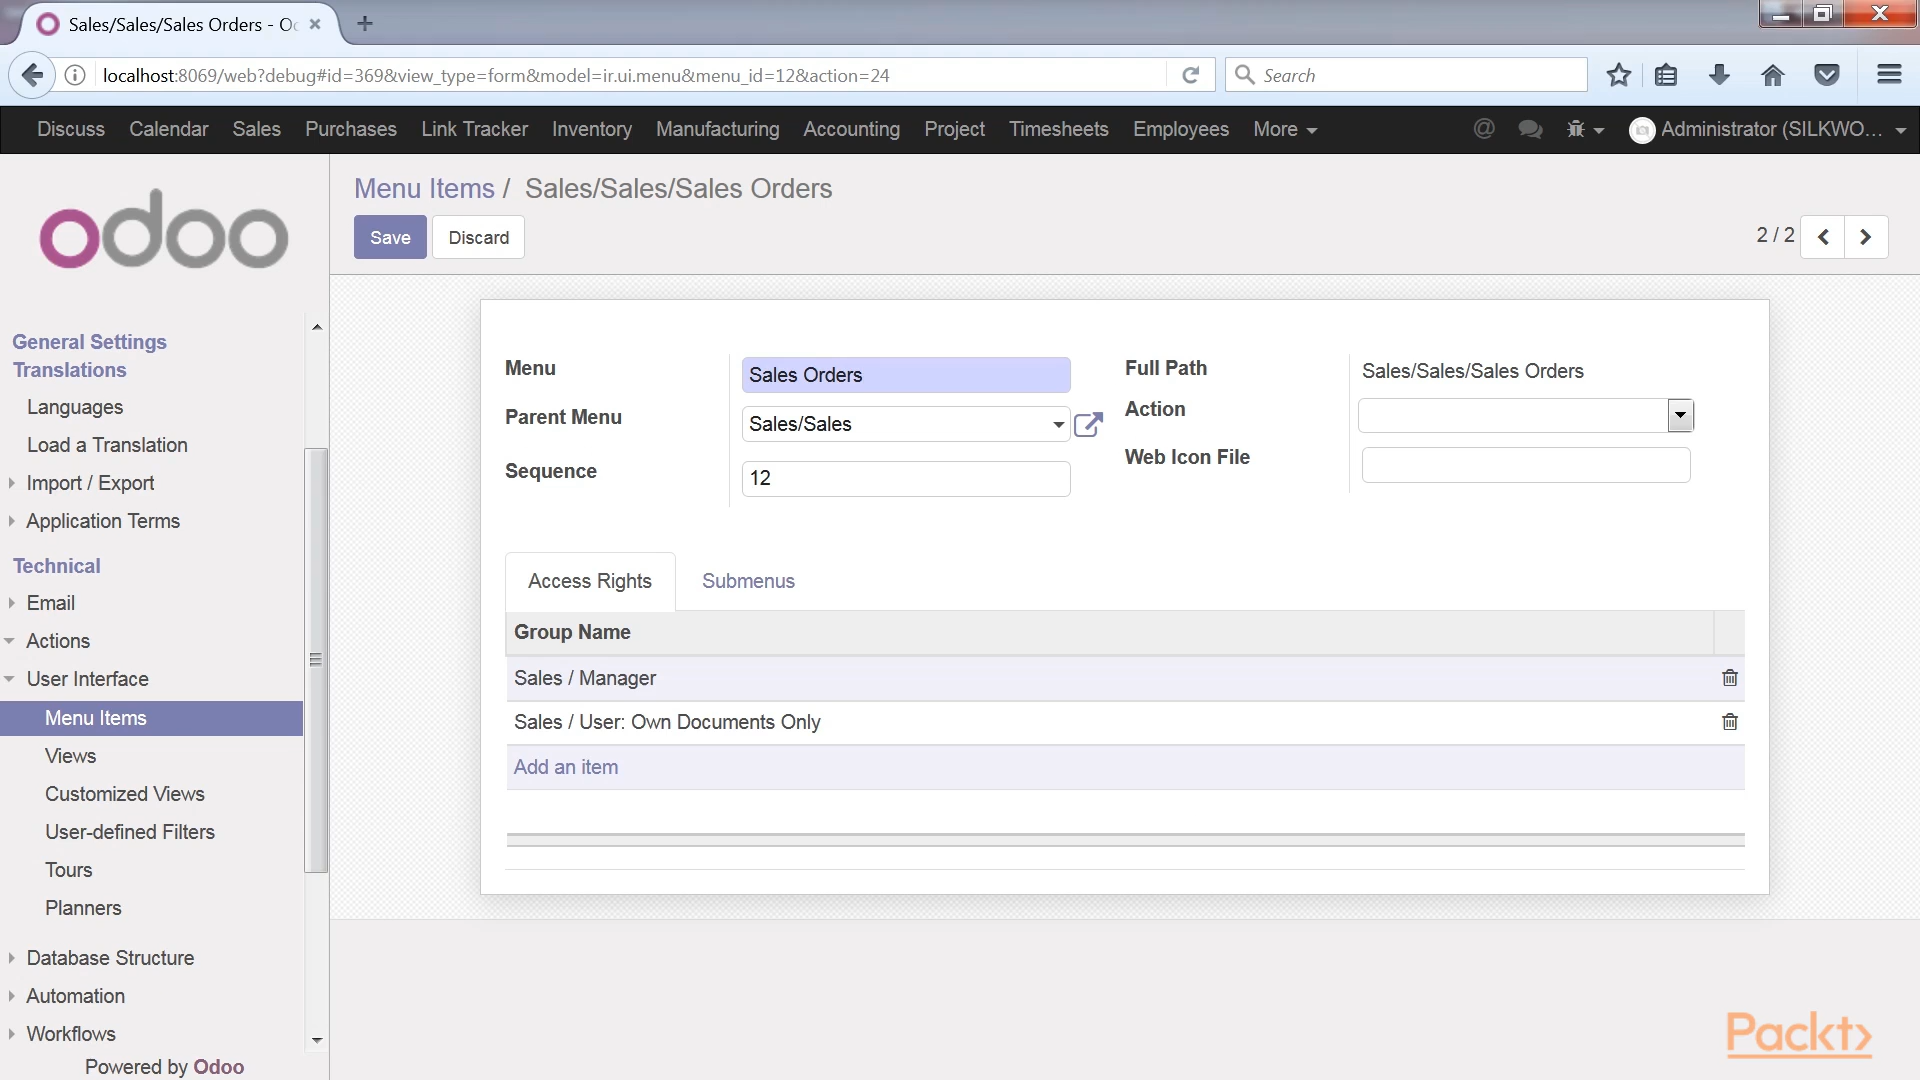 Sales/Sales/Sales Orders - Oc
localhost:8069/web?debug#id=369&view_type=form&model=ir.ui.menu&menu_id=12&action=24
Search
Discuss Calendar Sales Purchases Link Tracker Inventory Manufacturing Accounting Project Timesheets Employees More Administrator (SILKWO...
odoo
Menu Items / Sales/Sales/Sales Orders
Save Discard
2 / 2
General Settings
Translations
Languages
Load a Translation
Import / Export
Application Terms
Technical
Email
Actions
User Interface
Menu Items
Views
Customized Views
User-defined Filters
Tours
Planners
Database Structure
Automation
Workflows
Powered by Odoo
Menu Sales Orders
Parent Menu Sales/Sales
Sequence 12
Full Path Sales/Sales/Sales Orders
Action
Web Icon File
Access Rights Submenus
Group Name
Sales / Manager
Sales / User: Own Documents Only
Add an item
Packt>